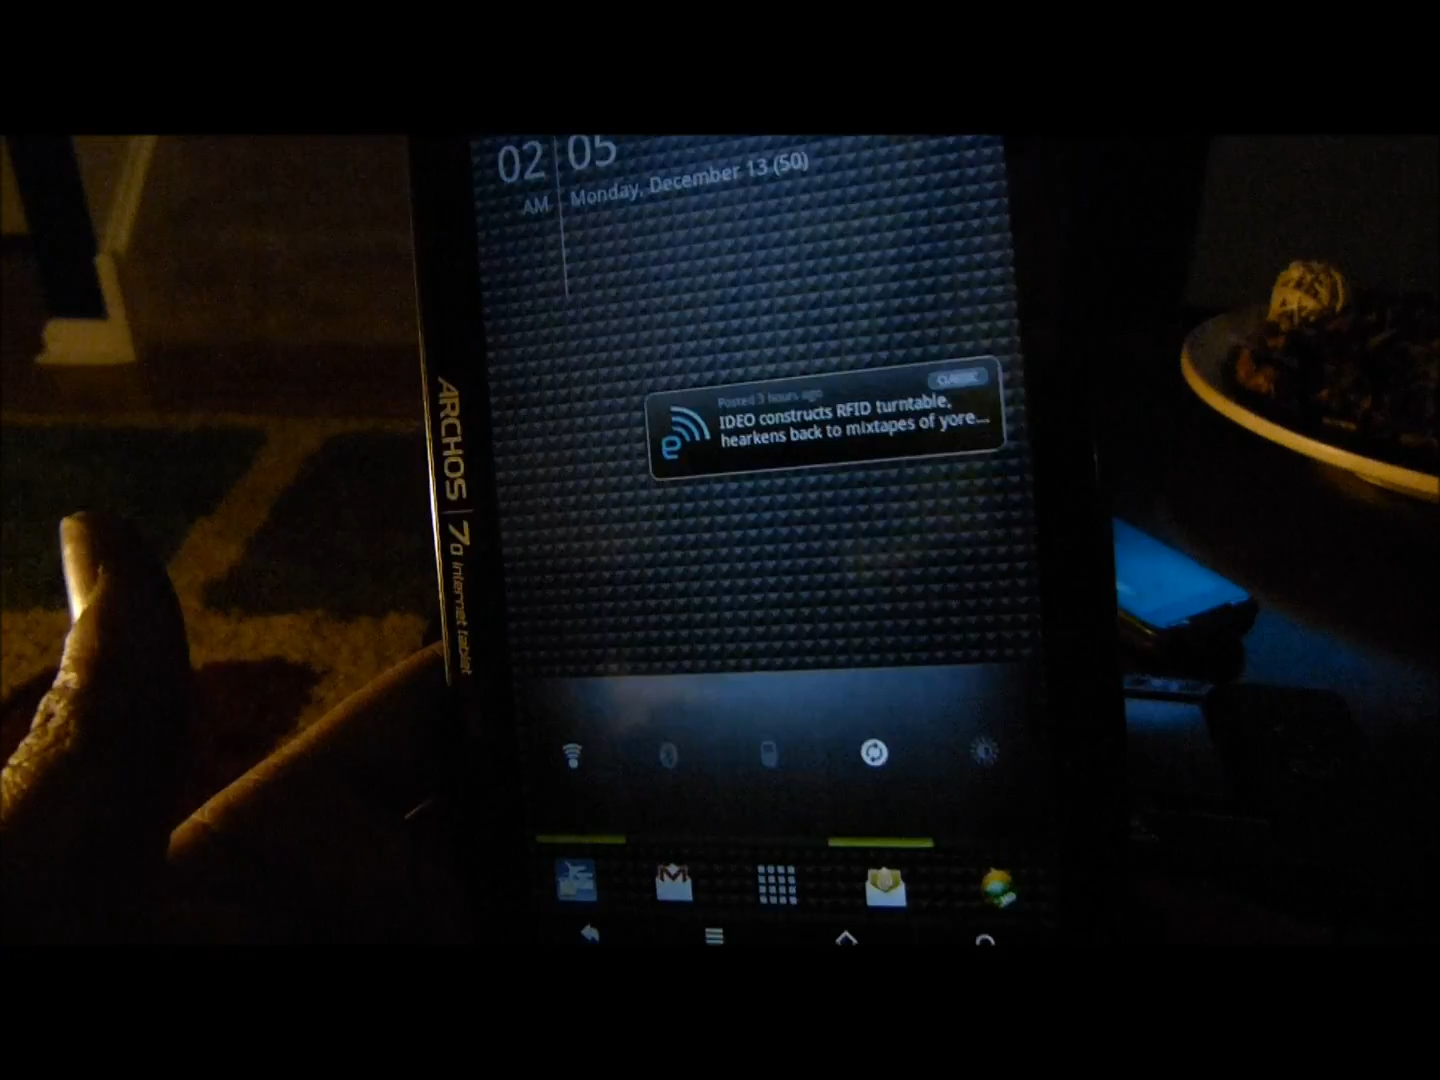 02 05
AM
Monday, December 13 (50)
Posted 3 hours ago
CLASSIC
IDEO constructs RFID turntable,
hearkens back to mixtapes of yore...
ARCHOS 70 internet tablet